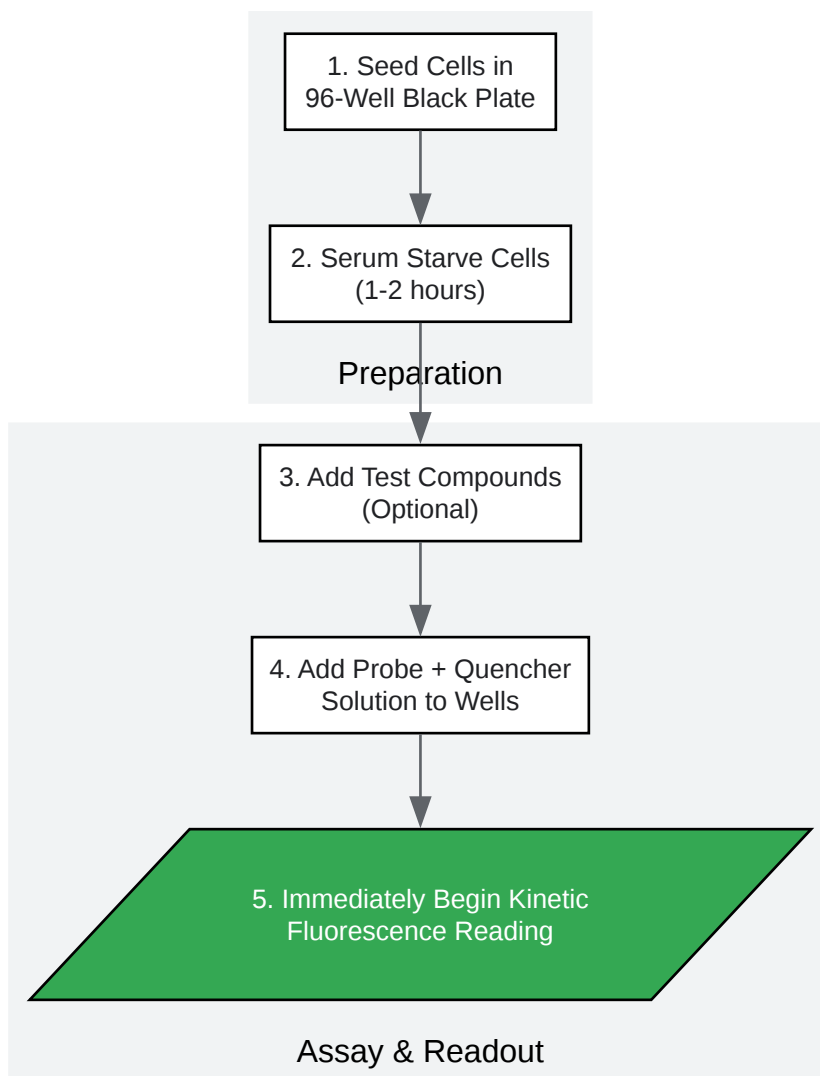 1. Seed Cells in
96-Well Black Plate
2. Serum Starve Cells
(1-2 hours)
Preparation
3. Add Test Compounds
(Optional)
4. Add Probe + Quencher
Solution to Wells
5. Immediately Begin Kinetic
Fluorescence Reading
Assay & Readout